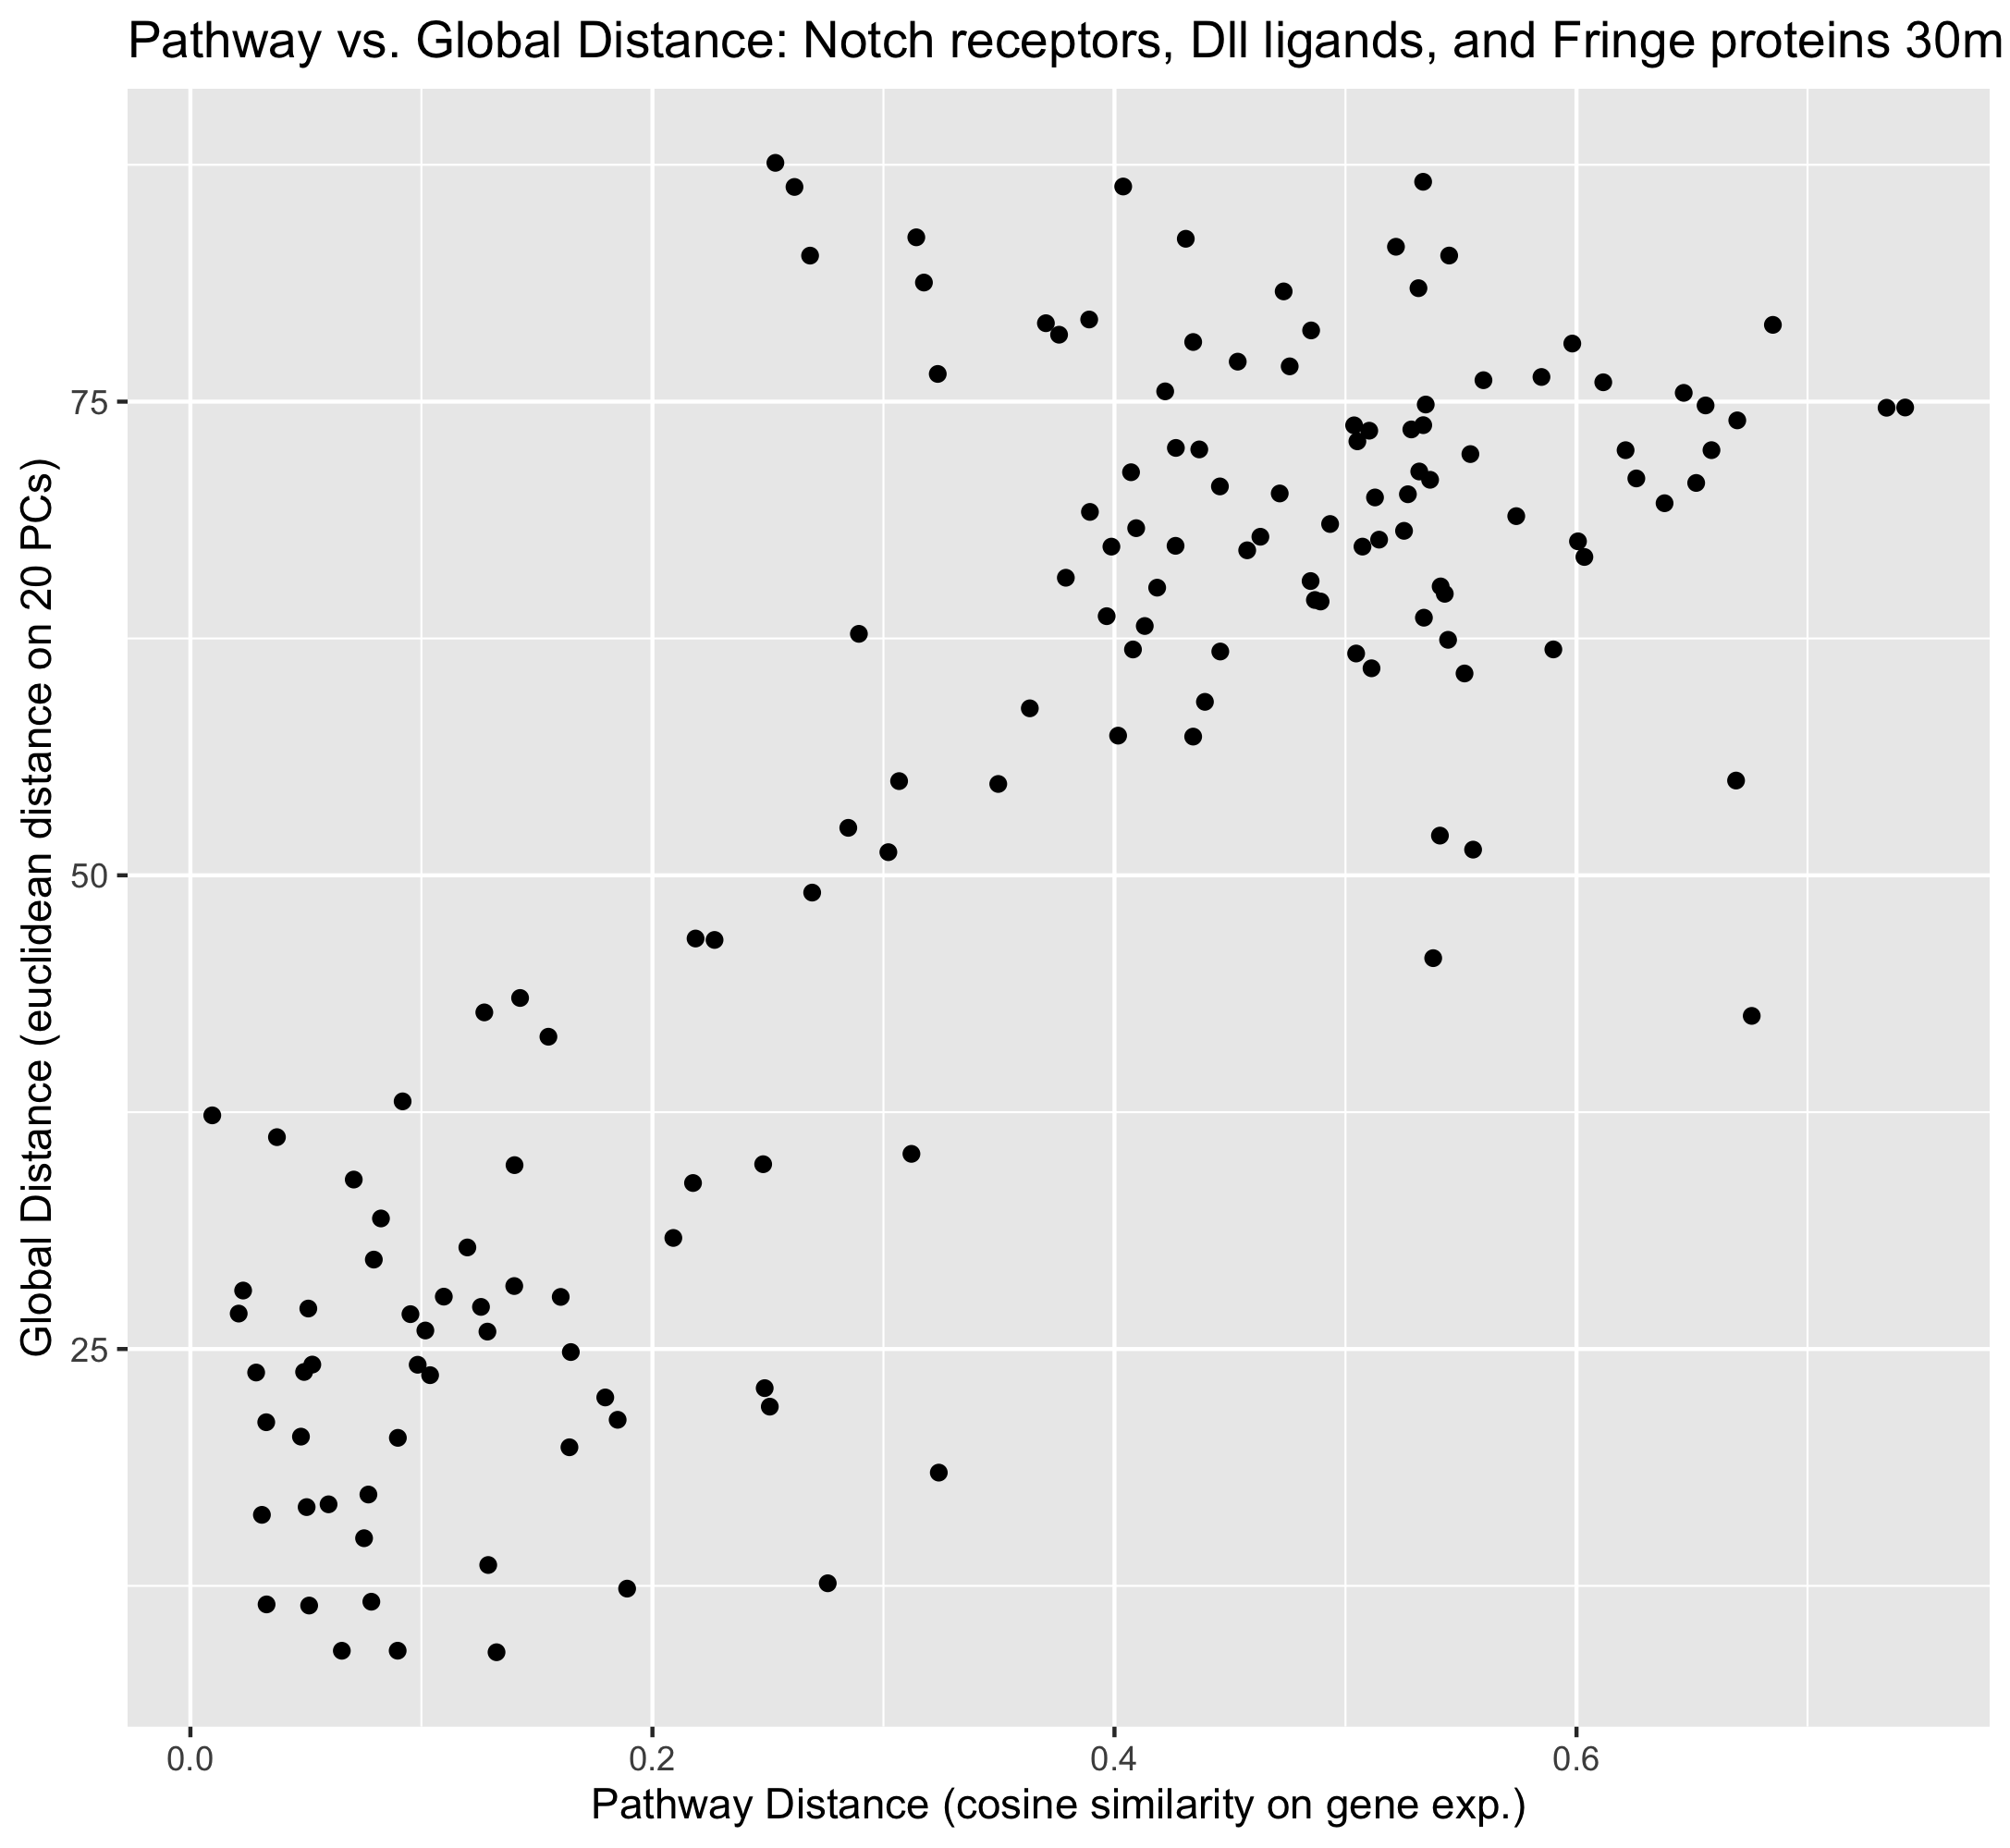 Pathway vs. Global Distance: Notch receptors, Dll ligands, and Fringe proteins 30m
Global Distance (euclidean distance on 20 PCs)
75
50
25
0.0
0.2
0.4
0.6
Pathway Distance (cosine similarity on gene exp.)